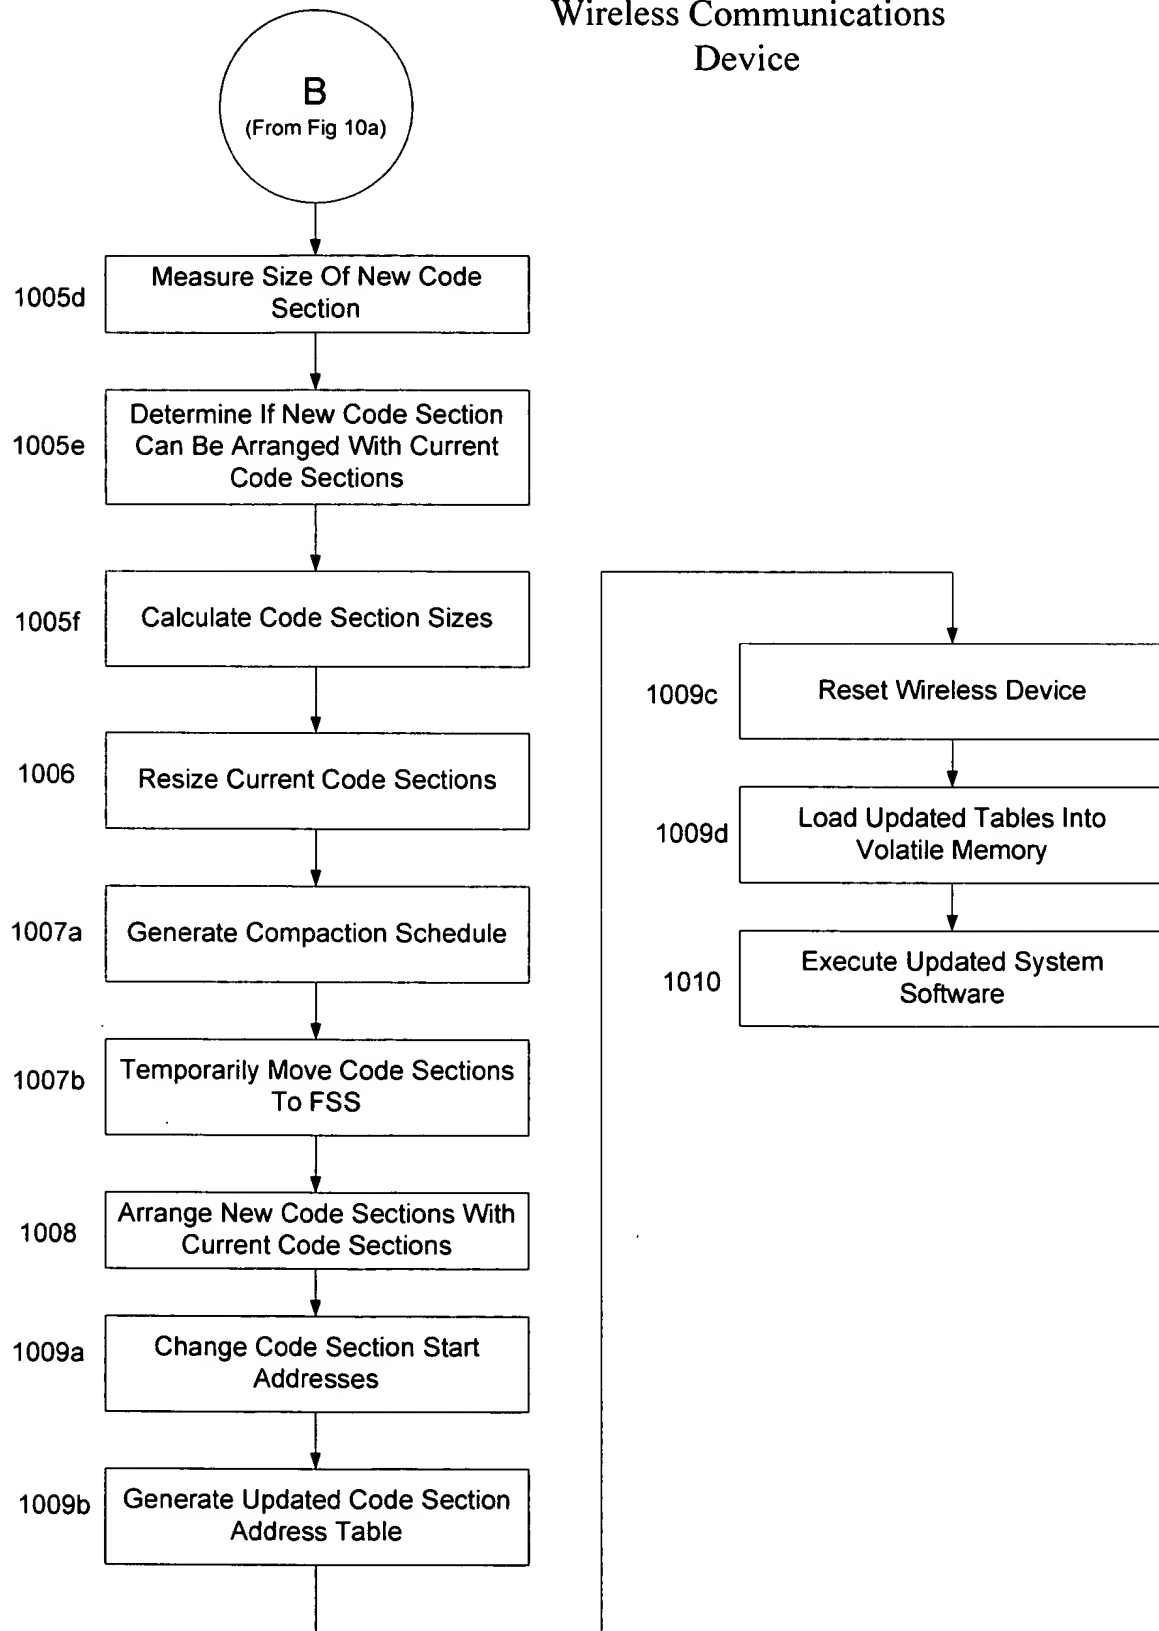 Wireless Communications
Device
B
(From Fig 10a)
1005d
Measure Size Of New Code
Section
1005e
Determine If New Code Section
Can Be Arranged With Current
Code Sections
1005f
Calculate Code Section Sizes
1006
Resize Current Code Sections
1007a
Generate Compaction Schedule
1007b
Temporarily Move Code Sections
To FSS
1008
Arrange New Code Sections With
Current Code Sections
1009a
Change Code Section Start
Addresses
1009b
Generate Updated Code Section
Address Table
1009c
Reset Wireless Device
1009d
Load Updated Tables Into
Volatile Memory
1010
Execute Updated System
Software